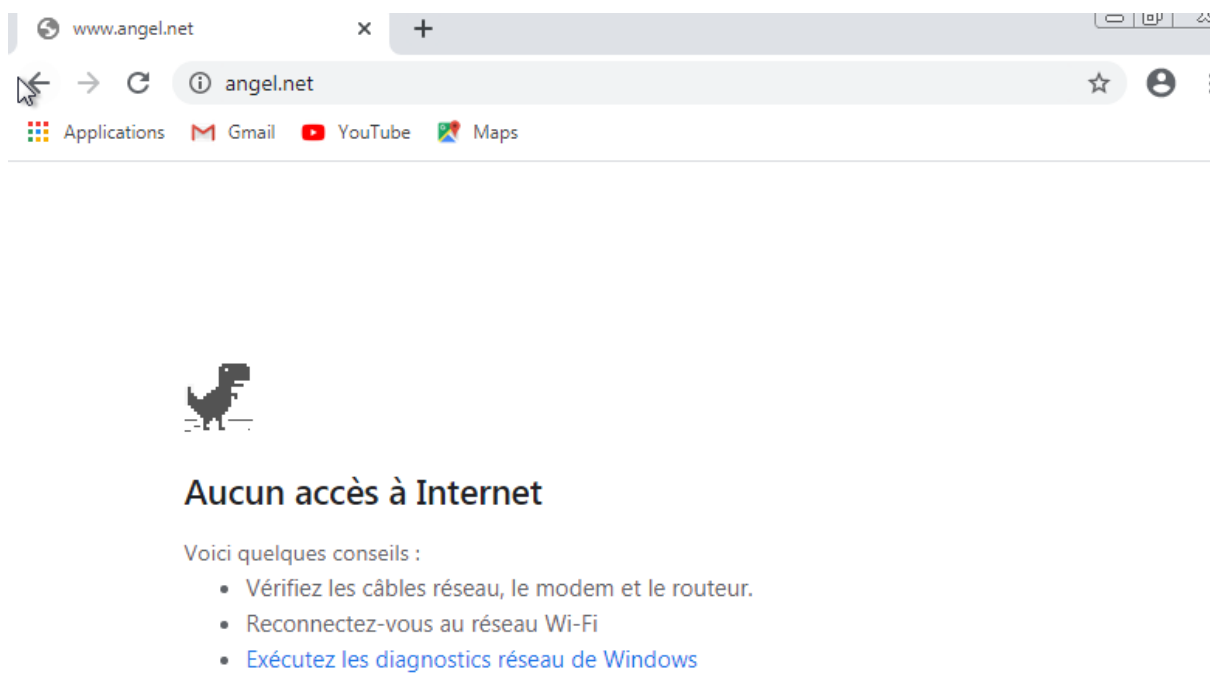 www.angel.net
angel.net
Applications Gmail YouTube Maps
Aucun accès à Internet
Voici quelques conseils :
Vérifiez les câbles réseau, le modem et le routeur.
Reconnectez-vous au réseau Wi-Fi
Exécutez les diagnostics réseau de Windows